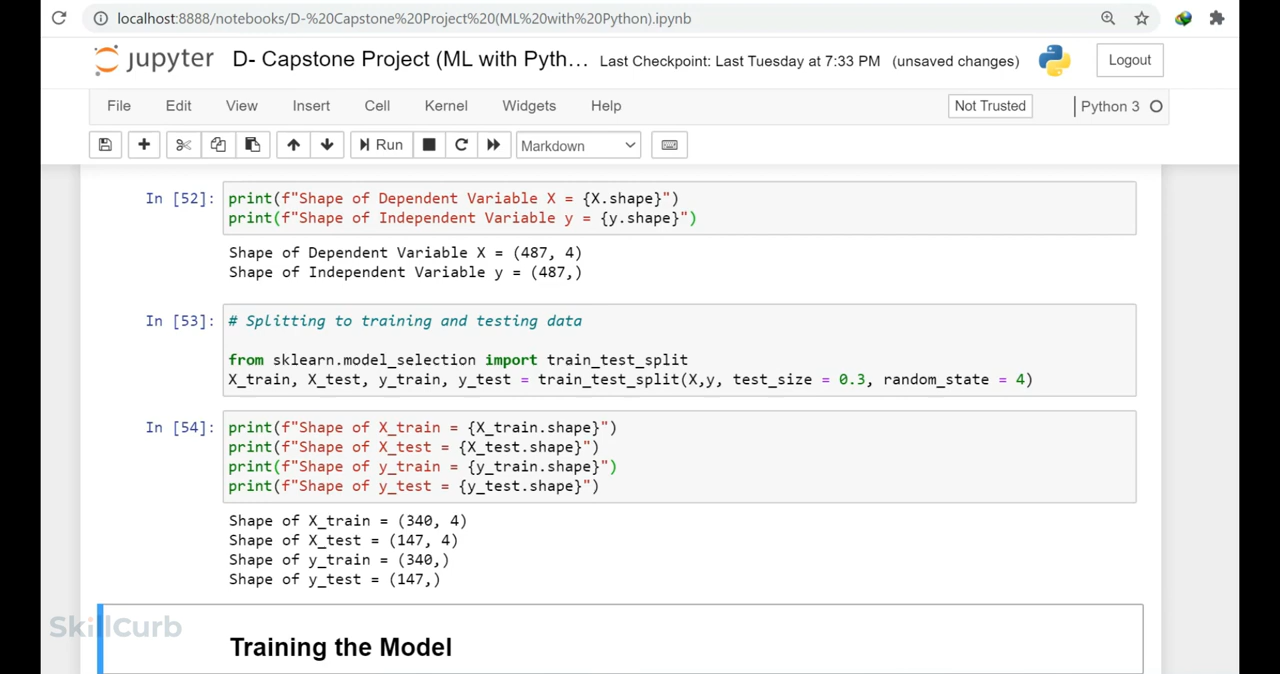 localhost:8888/notebooks/D-%20Capstone%20Project%20(ML%20with%20Python).ipynb
jupyter D- Capstone Project (ML with Pyth... Last Checkpoint: Last Tuesday at 7:33 PM (unsaved changes) Logout
File Edit View Insert Cell Kernel Widgets Help Not Trusted Python 3
Run Markdown
In [52]: print(f"Shape of Dependent Variable X = {X.shape}")
print(f"Shape of Independent Variable y = {y.shape}")
Shape of Dependent Variable X = (487, 4)
Shape of Independent Variable y = (487,)
In [53]: # Splitting to training and testing data
from sklearn.model_selection import train_test_split
X_train, X_test, y_train, y_test = train_test_split(X,y, test_size = 0.3, random_state = 4)
In [54]: print(f"Shape of X_train = {X_train.shape}")
print(f"Shape of X_test = {X_test.shape}")
print(f"Shape of y_train = {y_train.shape}")
print(f"Shape of y_test = {y_test.shape}")
Shape of X_train = (340, 4)
Shape of X_test = (147, 4)
Shape of y_train = (340,)
Shape of y_test = (147,)
SkillCurb
Training the Model